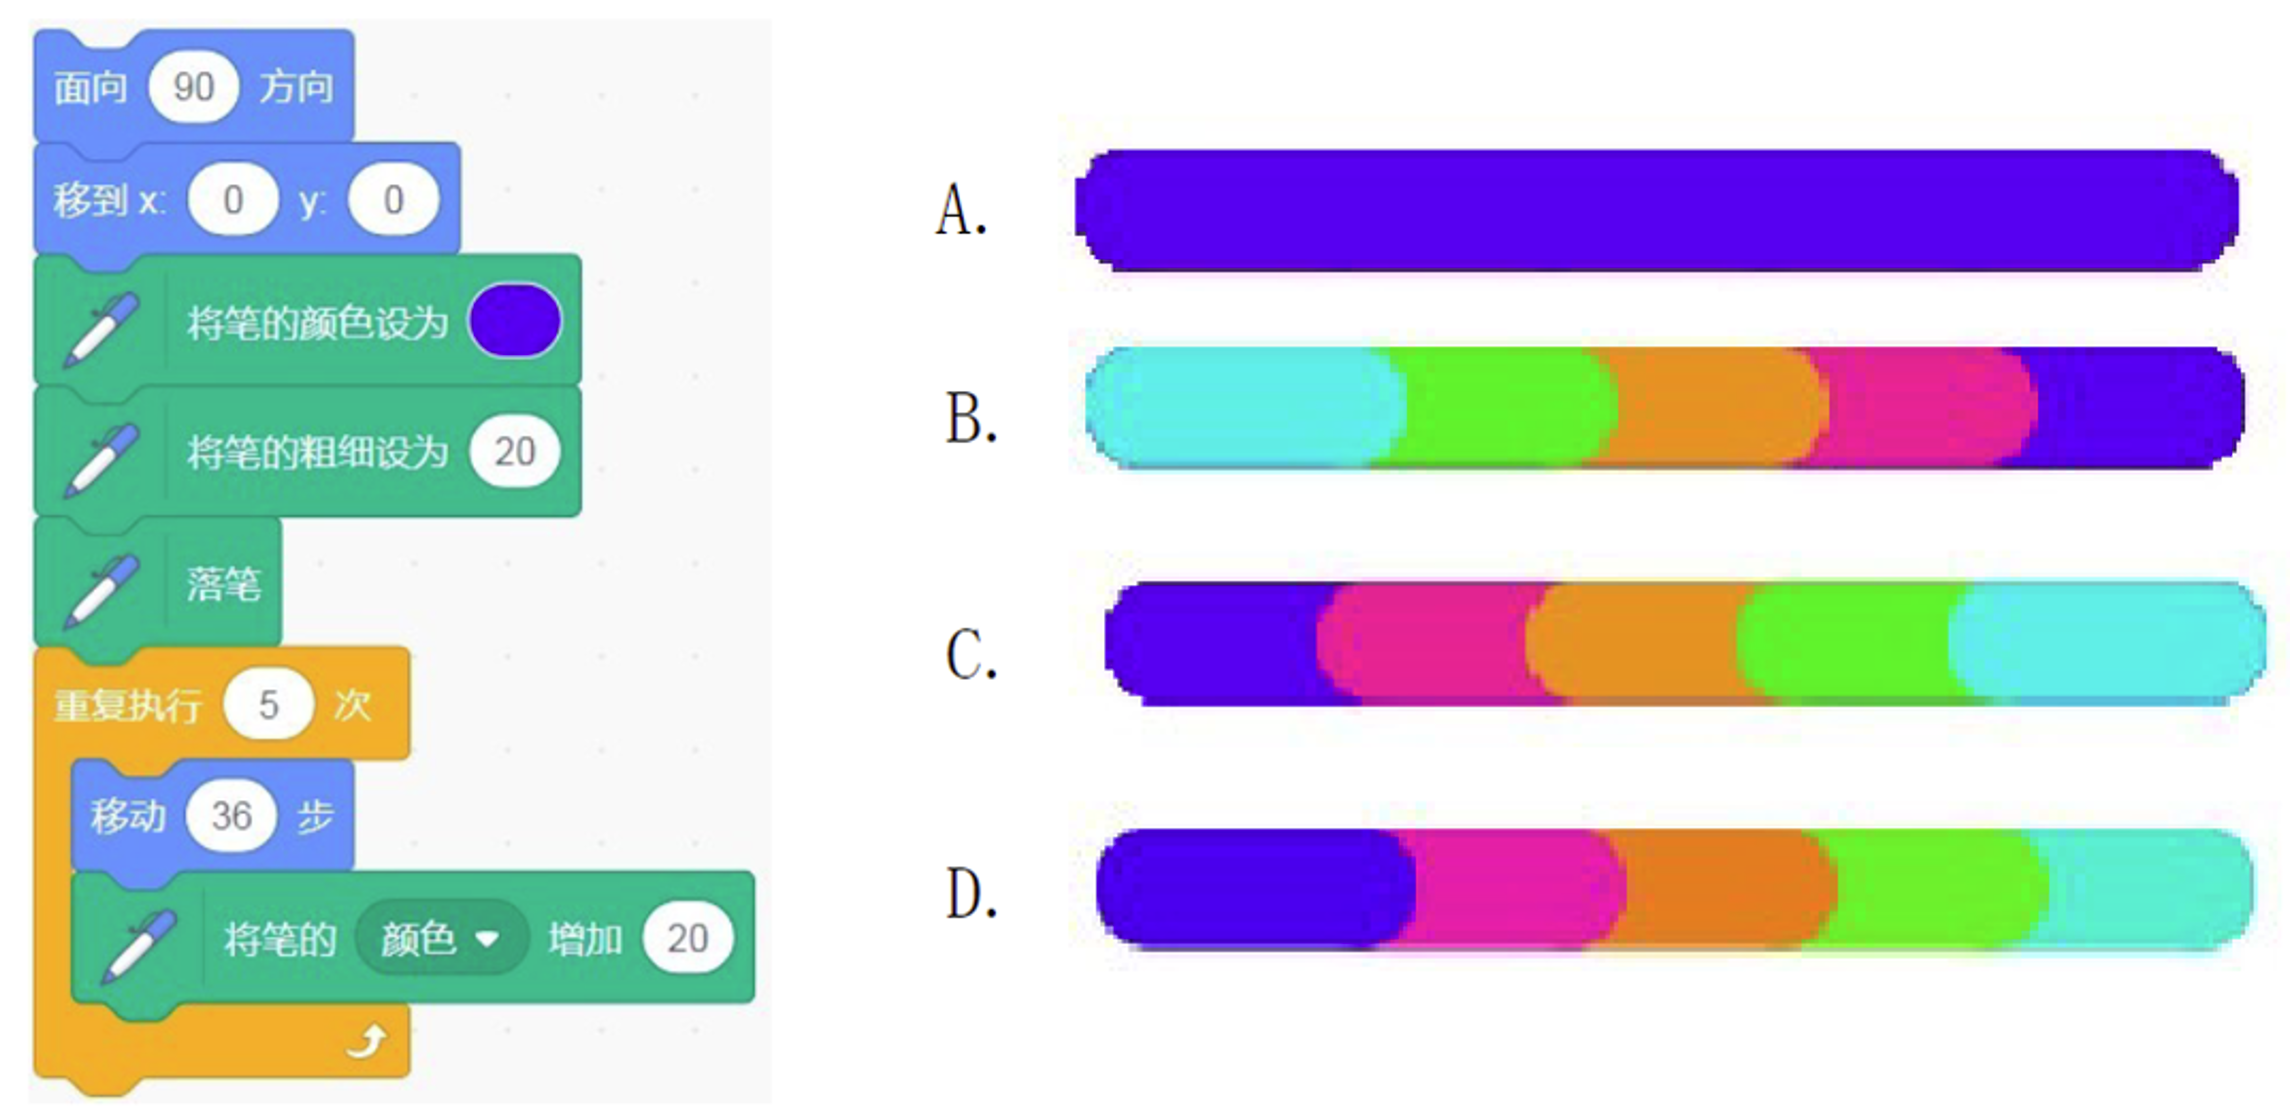 面向 90 方向
移到 x: 0 y: 0
将笔的颜色设为
将笔的粗细设为 20
落笔
重复执行 5 次
移动 36 步
将笔的 颜色 增加 20
A.
B.
C.
D.